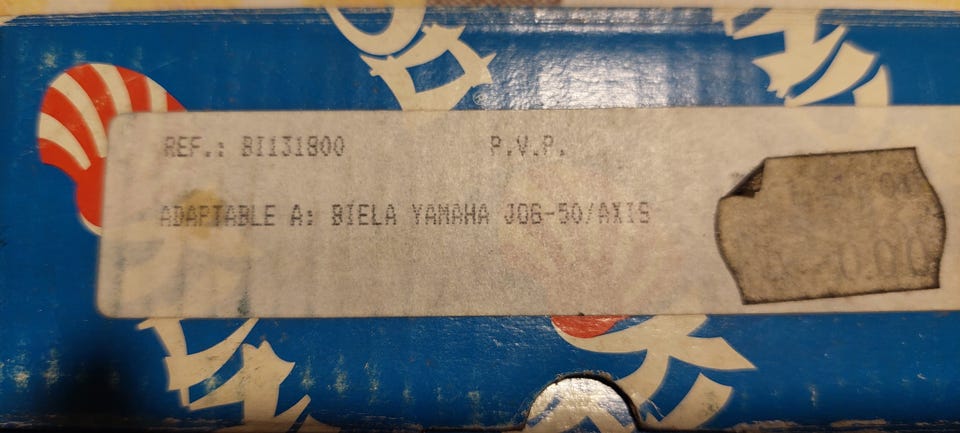 REF.: BI131800 P.V.P.
ADAPTABLE A: BIELA YAMAHA JOG-50/AXIS